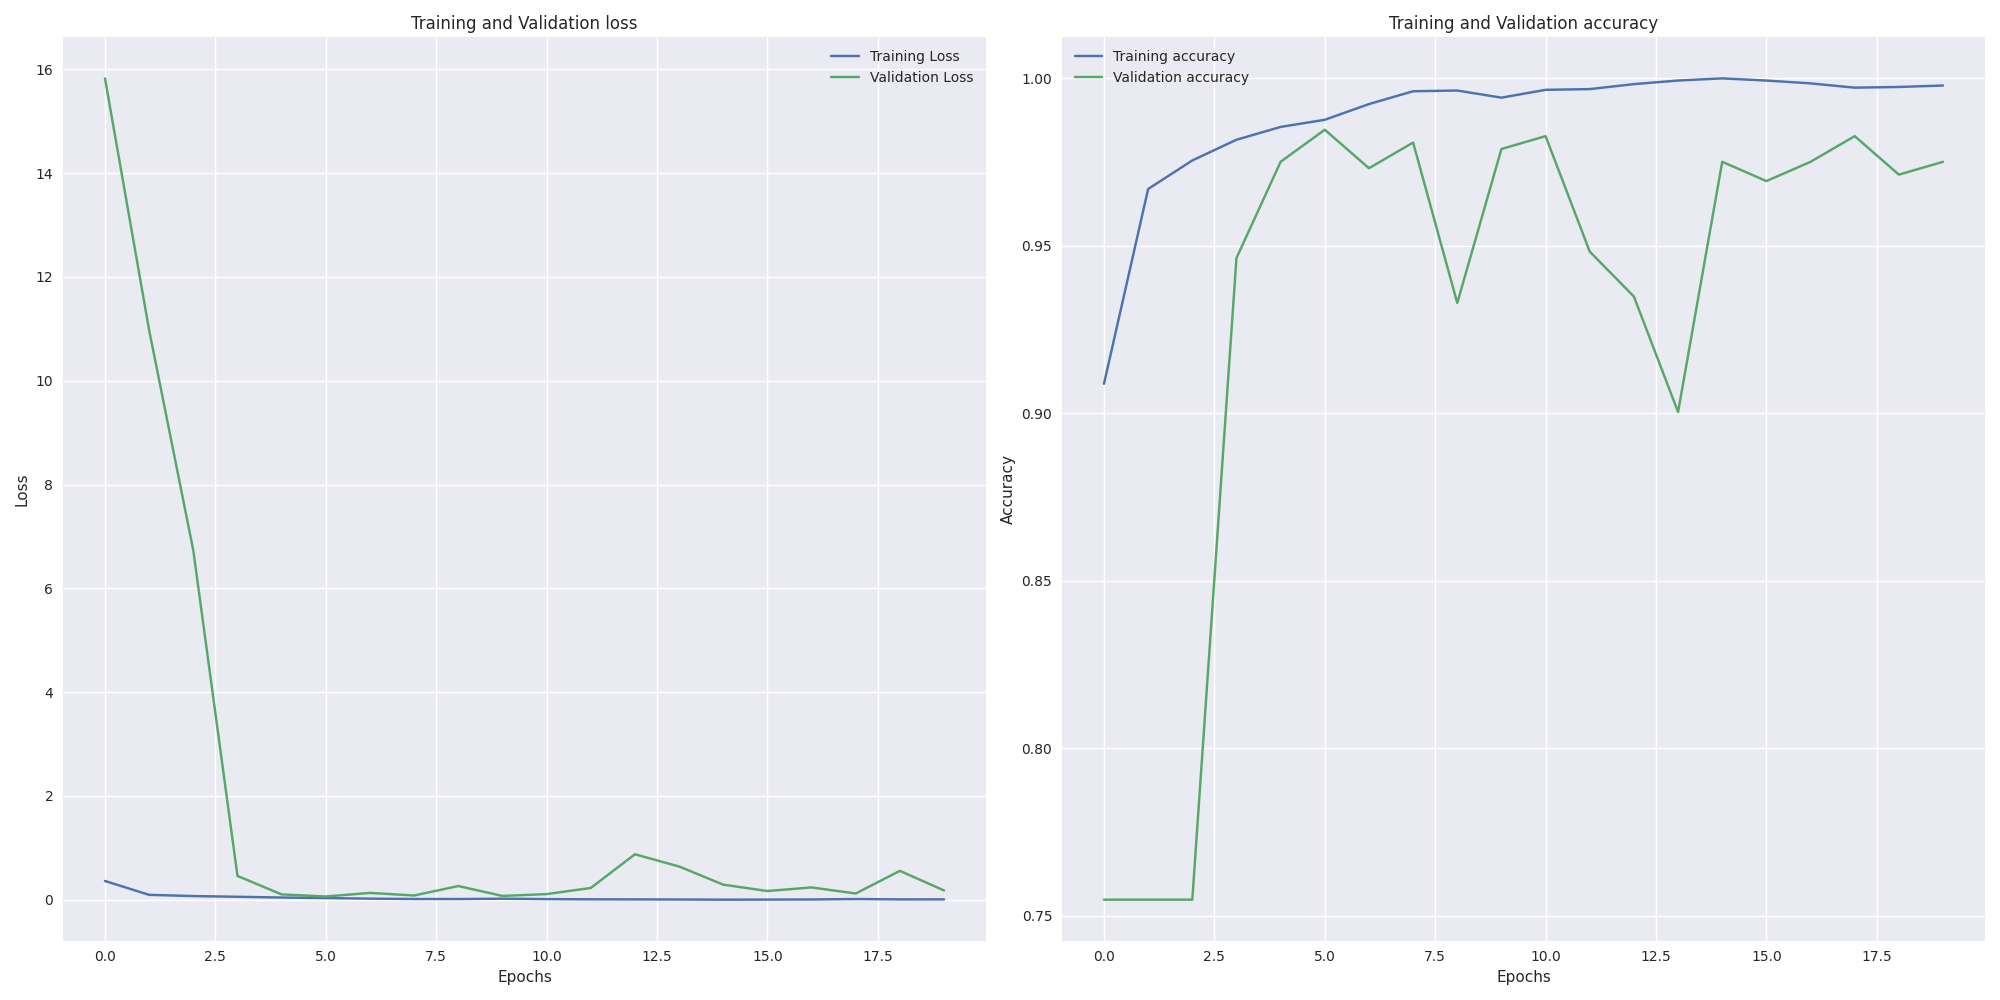 Training and Validation loss
Training Loss
Validation Loss
16
14
12
10
8
6
4
2
0
Loss
0.0 2.5 5.0 7.5 10.0 12.5 15.0 17.5
Epochs
Training and Validation accuracy
Training accuracy
Validation accuracy
1.00
0.95
0.90
0.85
0.80
0.75
Accuracy
0.0 2.5 5.0 7.5 10.0 12.5 15.0 17.5
Epochs